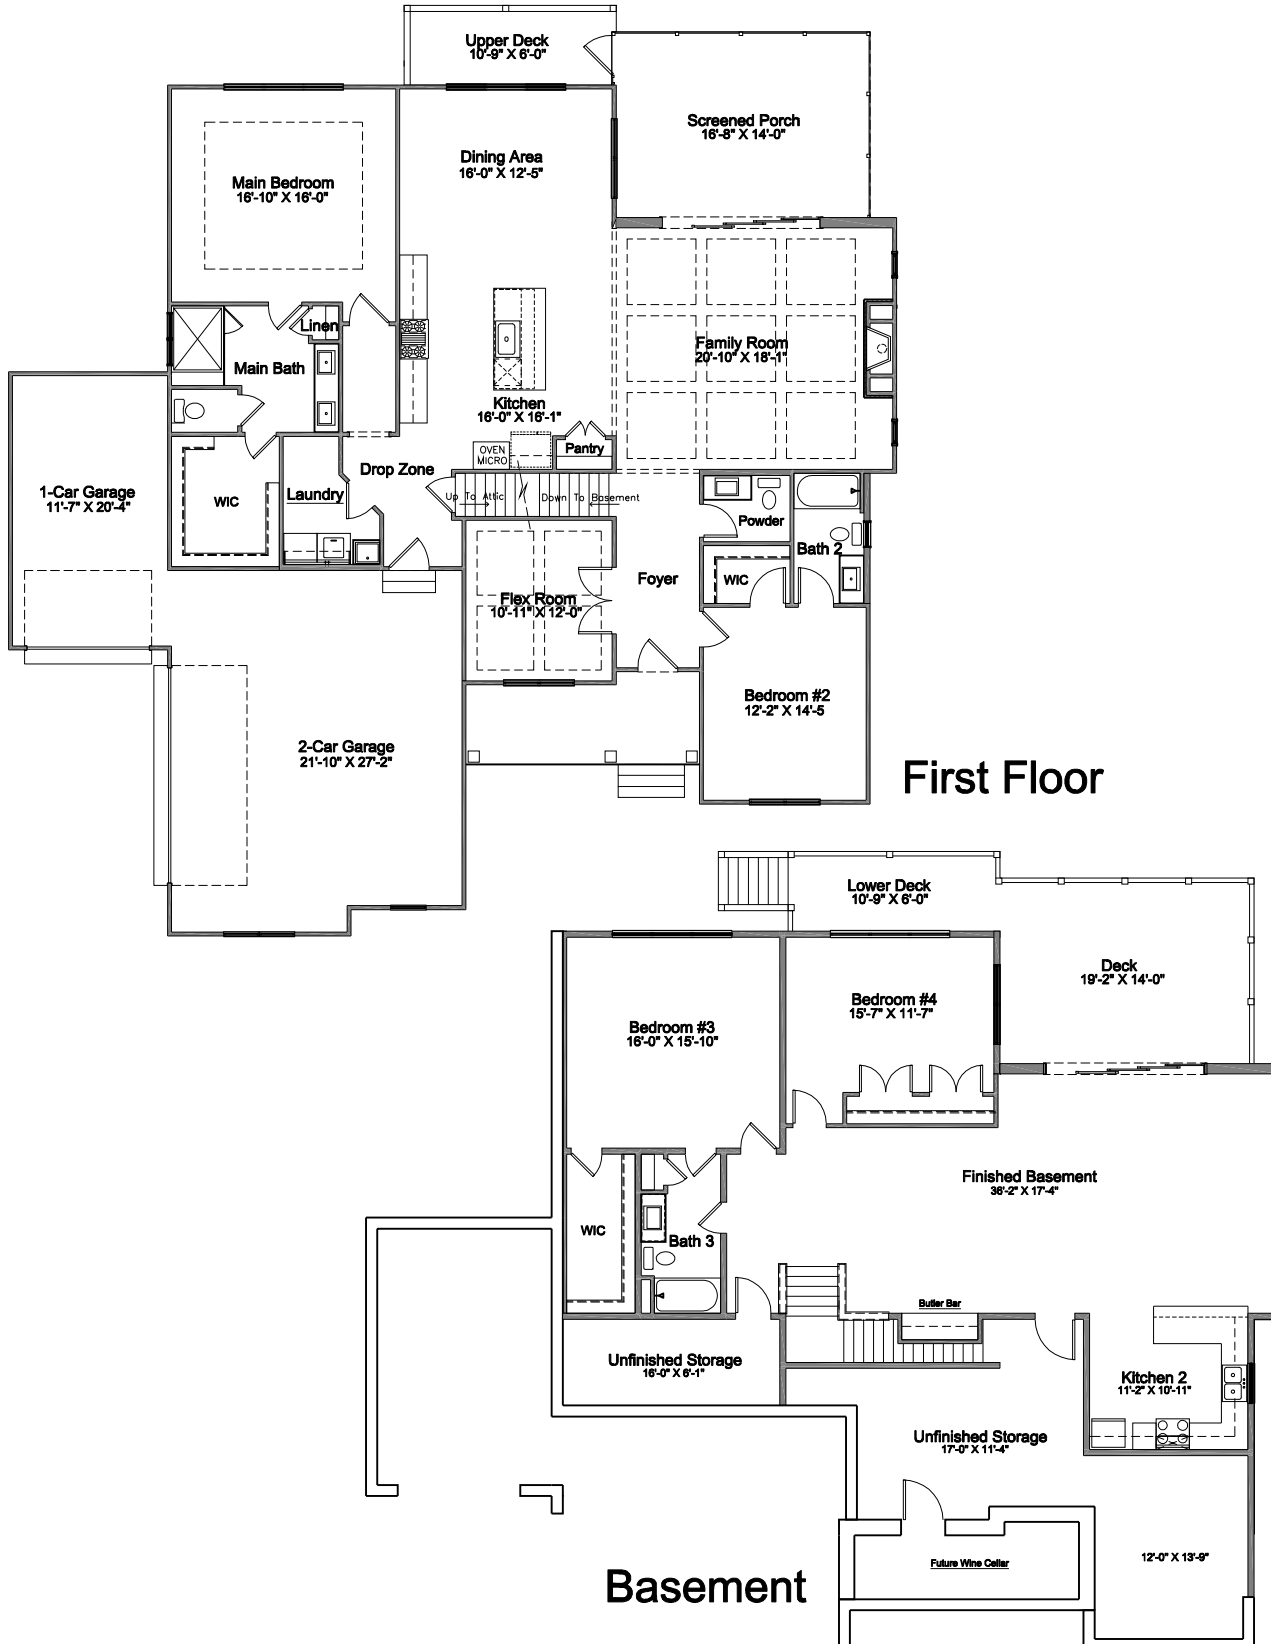 Upper Deck
10'-9" X 6'-0"
Screened Porch
16'-8" X 14'-0"
Dining Area
16'-0" X 12'-5"
Main Bedroom
16'-10" X 16'-0"
Linen
Main Bath
Family Room
20'-10" X 18'-1"
Kitchen
16'-0" X 16'-1"
Pantry
OVEN
MICRO
Drop Zone
1-Car Garage
11'-7" X 20'-4"
WIC
Laundry
Up To Attic
Down To Basement
Powder
Bath 2
Foyer
WIC
Flex Room
10'-11" X 12'-0"
Bedroom #2
12'-2" X 14'-5
2-Car Garage
21'-10" X 27'-2"
First Floor
Lower Deck
10'-9" X 6'-0"
Deck
19'-2" X 14'-0"
Bedroom #4
15'-7" X 11'-7"
Bedroom #3
16'-0" X 15'-10"
Finished Basement
36'-2" X 17'-4"
WIC
Bath 3
Butler Bar
Unfinished Storage
16'-0" X 6'-1"
Kitchen 2
11'-2" X 10'-11"
Unfinished Storage
17'-0" X 11'-4"
Future Wine Cellar
12'-0" X 13'-9"
Basement